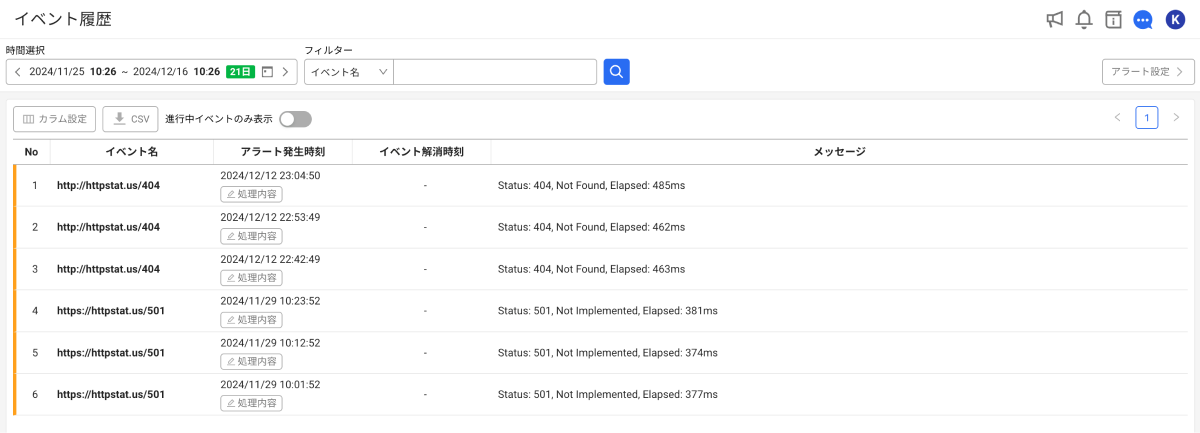 イベント履歴
K
時間選択
フィルター
2024/11/25 10:26 ~ 2024/12/16 10:26 21日
イベント名
アラート設定
カラム設定
CSV
進行中イベントのみ表示
1
No イベント名 アラート発生時刻 イベント解消時刻 メッセージ
1 http://httpstat.us/404 2024/12/12 23:04:50 - Status: 404, Not Found, Elapsed: 485ms
処理内容
2 http://httpstat.us/404 2024/12/12 22:53:49 - Status: 404, Not Found, Elapsed: 462ms
処理内容
3 http://httpstat.us/404 2024/12/12 22:42:49 - Status: 404, Not Found, Elapsed: 463ms
処理内容
4 https://httpstat.us/501 2024/11/29 10:23:52 - Status: 501, Not Implemented, Elapsed: 381ms
処理内容
5 https://httpstat.us/501 2024/11/29 10:12:52 - Status: 501, Not Implemented, Elapsed: 374ms
処理内容
6 https://httpstat.us/501 2024/11/29 10:01:52 - Status: 501, Not Implemented, Elapsed: 377ms
処理内容